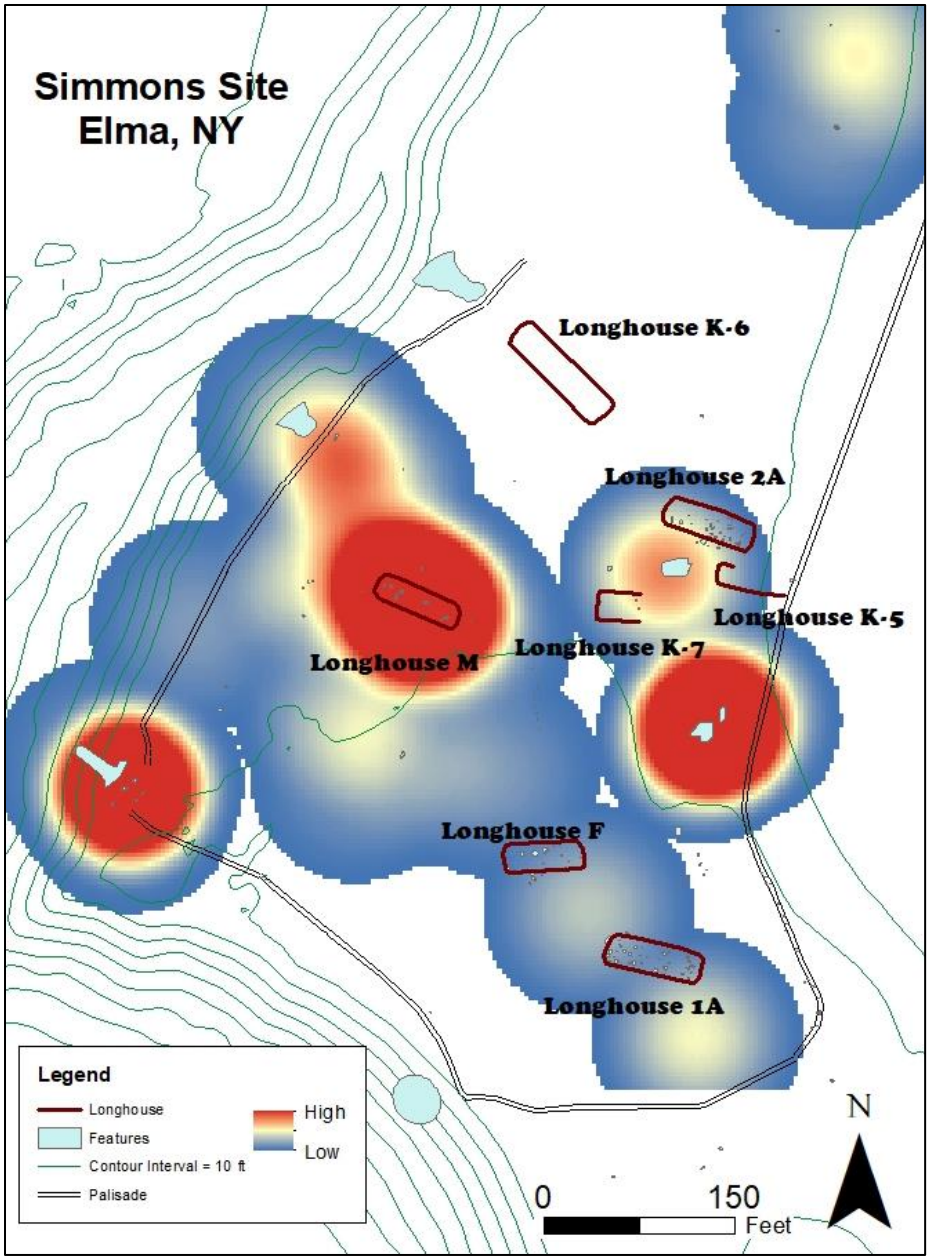 Simmons Site
Elma, NY
Longhouse K-6
Longhouse 2A
Longhouse K-5
Longhouse K-7
Longhouse M
Longhouse F
Longhouse 1A
Legend
Longhouse
Features
Contour Interval = 10 ft
Palisade
High
Low
N
0 150
Feet